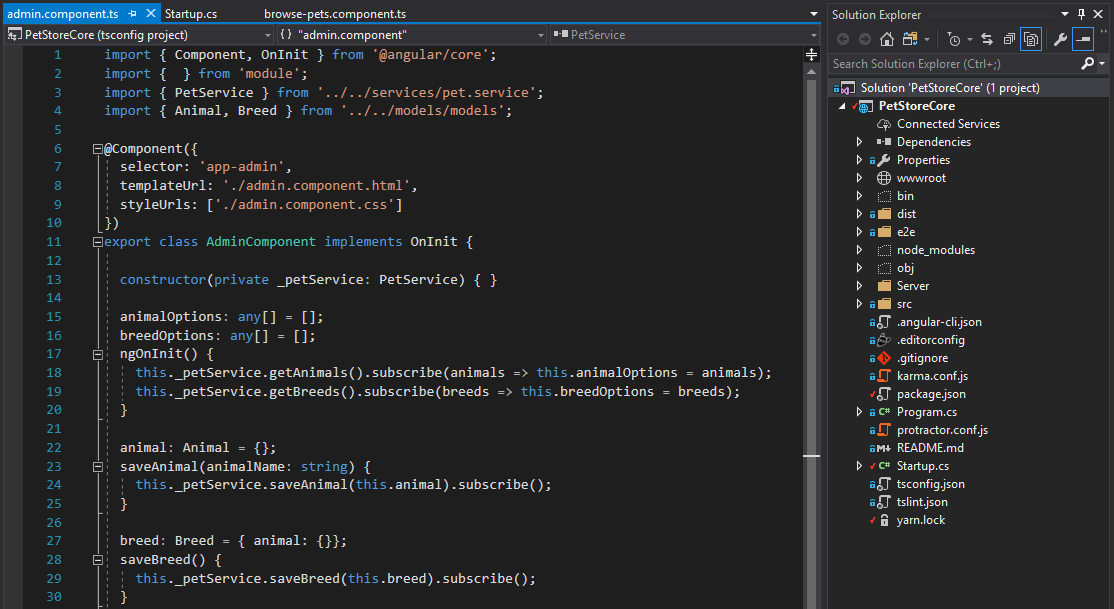 admin.component.ts
Startup.cs
browse-pets.component.ts
PetStoreCore (tsconfig project)
{} "admin.component"
PetService
1 import { Component, OnInit } from '@angular/core';
2 import {  } from 'module';
3 import { PetService } from '../../services/pet.service';
4 import { Animal, Breed } from '../../models/models';
5
6 @Component({
7   selector: 'app-admin',
8   templateUrl: './admin.component.html',
9   styleUrls: ['./admin.component.css']
10 })
11 export class AdminComponent implements OnInit {
12
13   constructor(private _petService: PetService) { }
14
15   animalOptions: any[] = [];
16   breedOptions: any[] = [];
17   ngOnInit() {
18     this._petService.getAnimals().subscribe(animals => this.animalOptions = animals);
19     this._petService.getBreeds().subscribe(breeds => this.breedOptions = breeds);
20   }
21
22   animal: Animal = {};
23   saveAnimal(animalName: string) {
24     this._petService.saveAnimal(this.animal).subscribe();
25   }
26
27   breed: Breed = { animal: {}};
28   saveBreed() {
29     this._petService.saveBreed(this.breed).subscribe();
30   }
Solution Explorer
Search Solution Explorer (Ctrl+;)
Solution 'PetStoreCore' (1 project)
PetStoreCore
Connected Services
Dependencies
Properties
wwwroot
bin
dist
e2e
node_modules
obj
Server
src
.angular-cli.json
.editorconfig
.gitignore
karma.conf.js
package.json
C# Program.cs
protractor.conf.js
M README.md
C# Startup.cs
tsconfig.json
tslint.json
yarn.lock